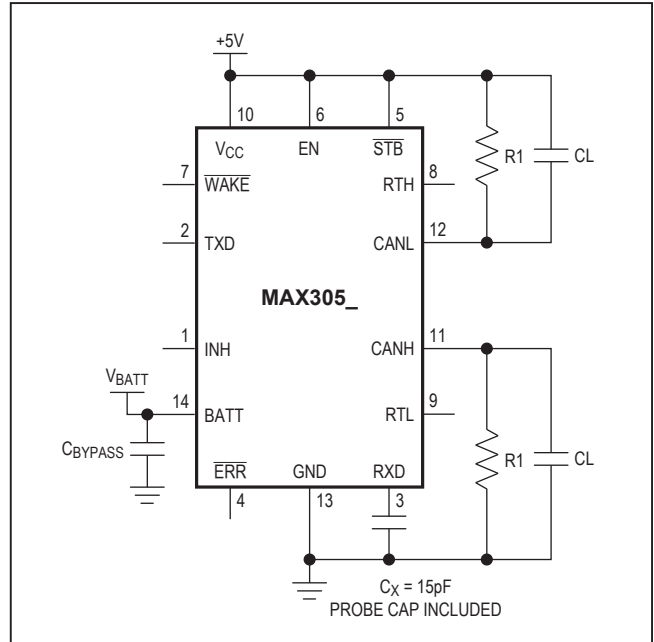 +5V
10
6
5
VCC
EN
STB
7
WAKE
RTH
8
R1
CL
2
TXD
CANL
12
MAX305_
1
INH
CANH
11
VBATT
14
BATT
RTL
9
R1
CL
CBYPASS
ERR
GND
RXD
4
13
3
CX = 15pF
PROBE CAP INCLUDED